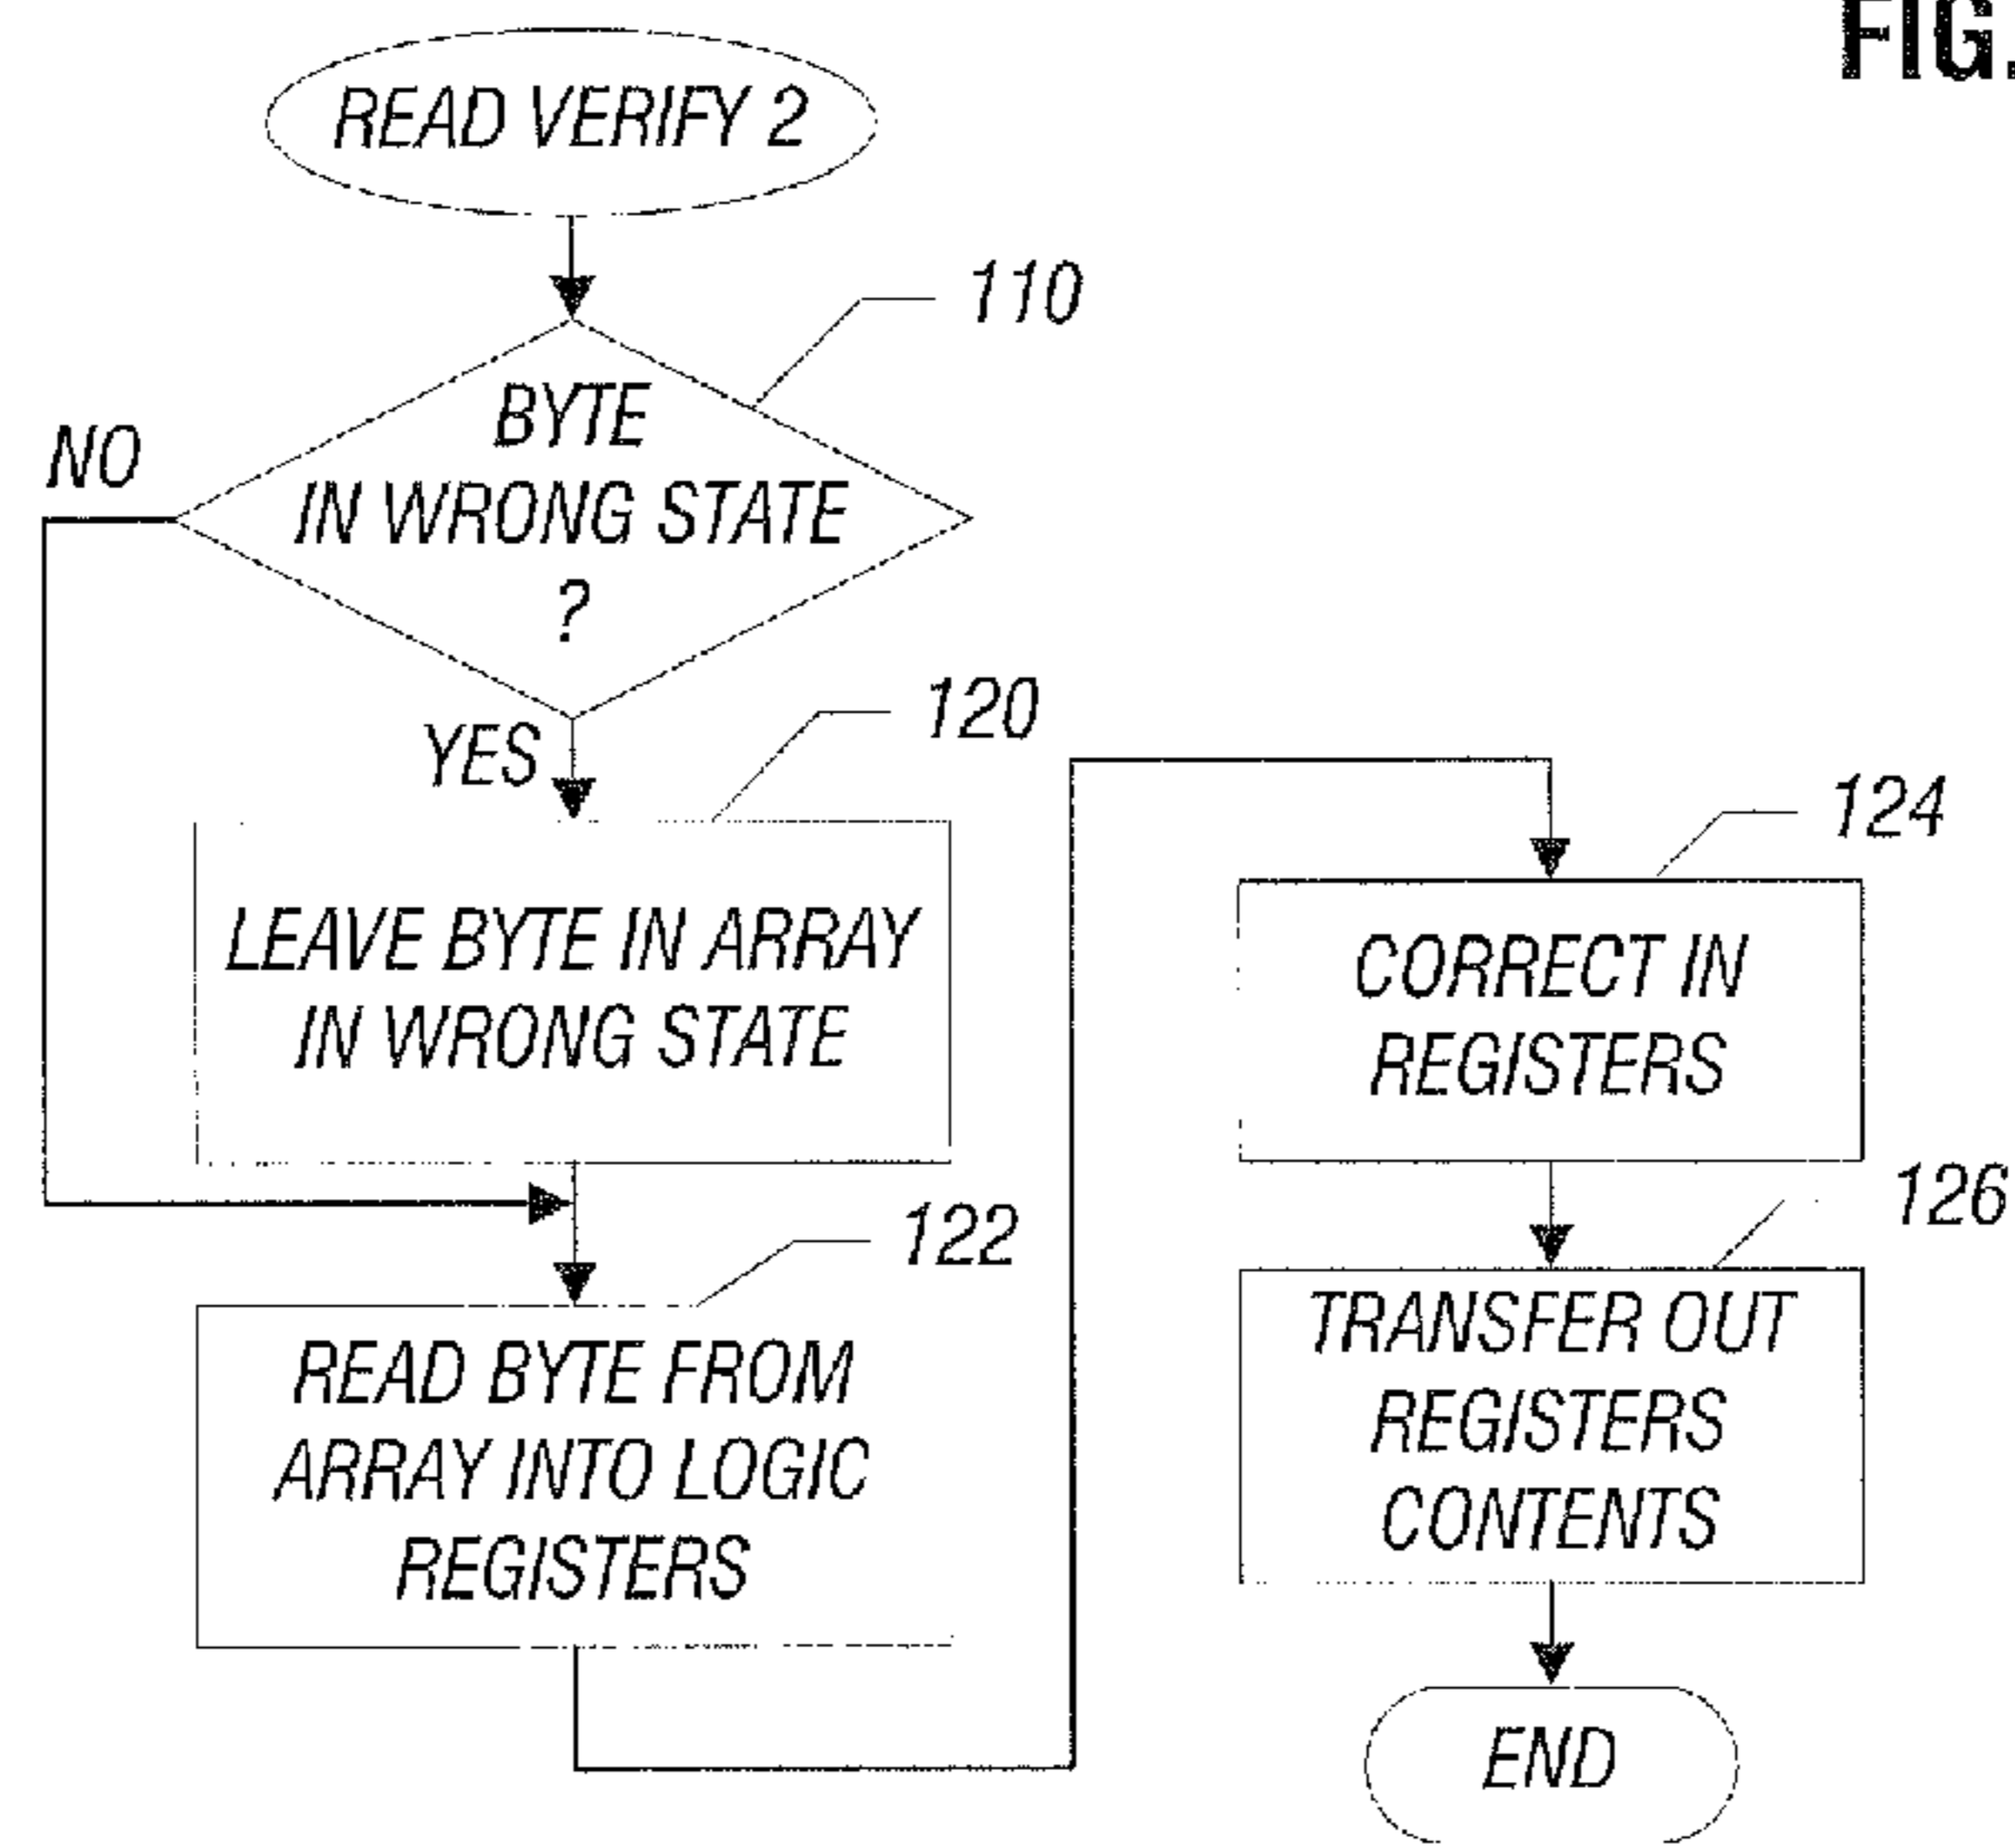 FIG.
READ VERIFY 2
110
BYTE
IN WRONG STATE
?
NO
YES
120
LEAVE BYTE IN ARRAY
IN WRONG STATE
122
READ BYTE FROM
ARRAY INTO LOGIC
REGISTERS
124
CORRECT IN
REGISTERS
126
TRANSFER OUT
REGISTERS
CONTENTS
END